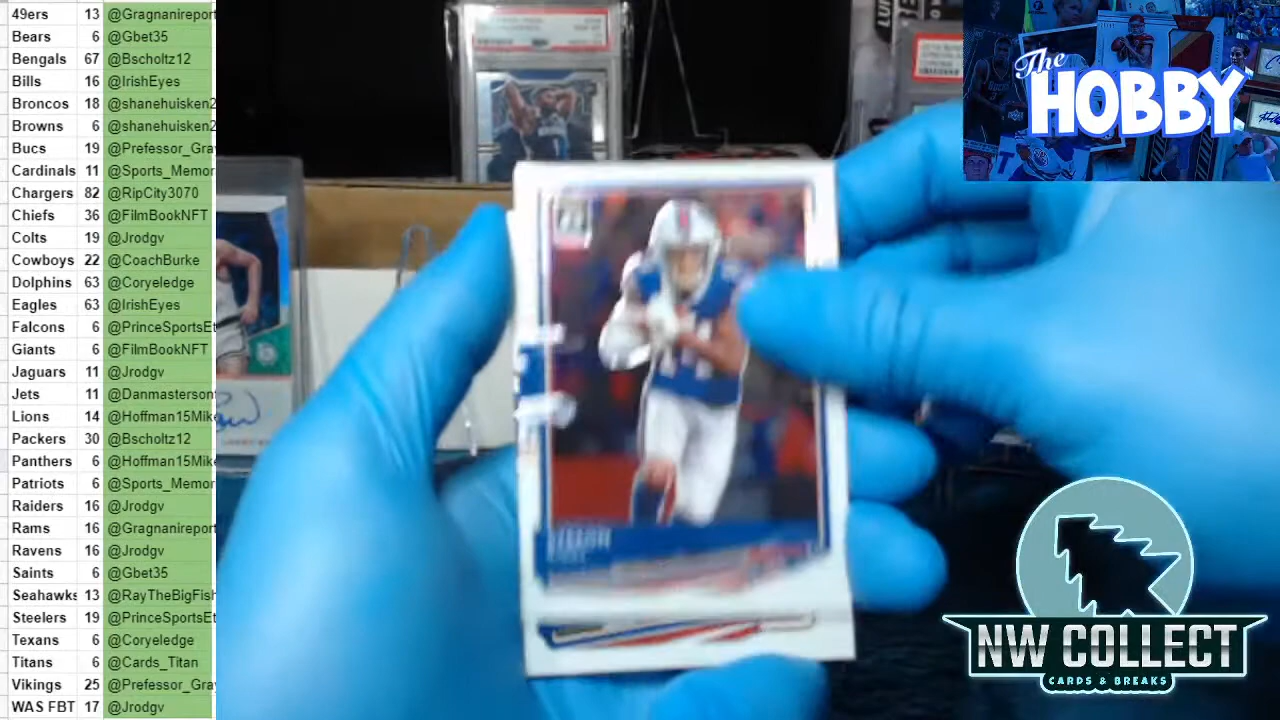 49ers 13 @Gragnanireport
Bears 6 @Gbet35
Bengals 67 @Bscholtz12
Bills 16 @IrishEyes
Broncos 18 @shanehuisken2
Browns 6 @shanehuisken2
Bucs 19 @Prefessor_Gray
Cardinals 11 @Sports_Memor
Chargers 82 @RipCity3070
Chiefs 36 @FilmBookNFT
Colts 19 @Jrodgv
Cowboys 22 @CoachBurke
Dolphins 63 @Coryeledge
Eagles 63 @IrishEyes
Falcons 6 @PrinceSportsEt
Giants 6 @FilmBookNFT
Jaguars 11 @Jrodgv
Jets 11 @Danmasterson
Lions 14 @Hoffman15Mike
Packers 30 @Bscholtz12
Panthers 6 @Hoffman15Mike
Patriots 6 @Sports_Memor
Raiders 16 @Jrodgv
Rams 16 @Gragnanireport
Ravens 16 @Jrodgv
Saints 6 @Gbet35
Seahawks 13 @RayTheBigFish
Steelers 19 @PrinceSportsEt
Texans 6 @Coryeledge
Titans 6 @Cards_Titan
Vikings 25 @Prefessor_Gray
WAS FBT 17 @Jrodgv
The
HOBBY
NW COLLECT
CARDS & BREAKS